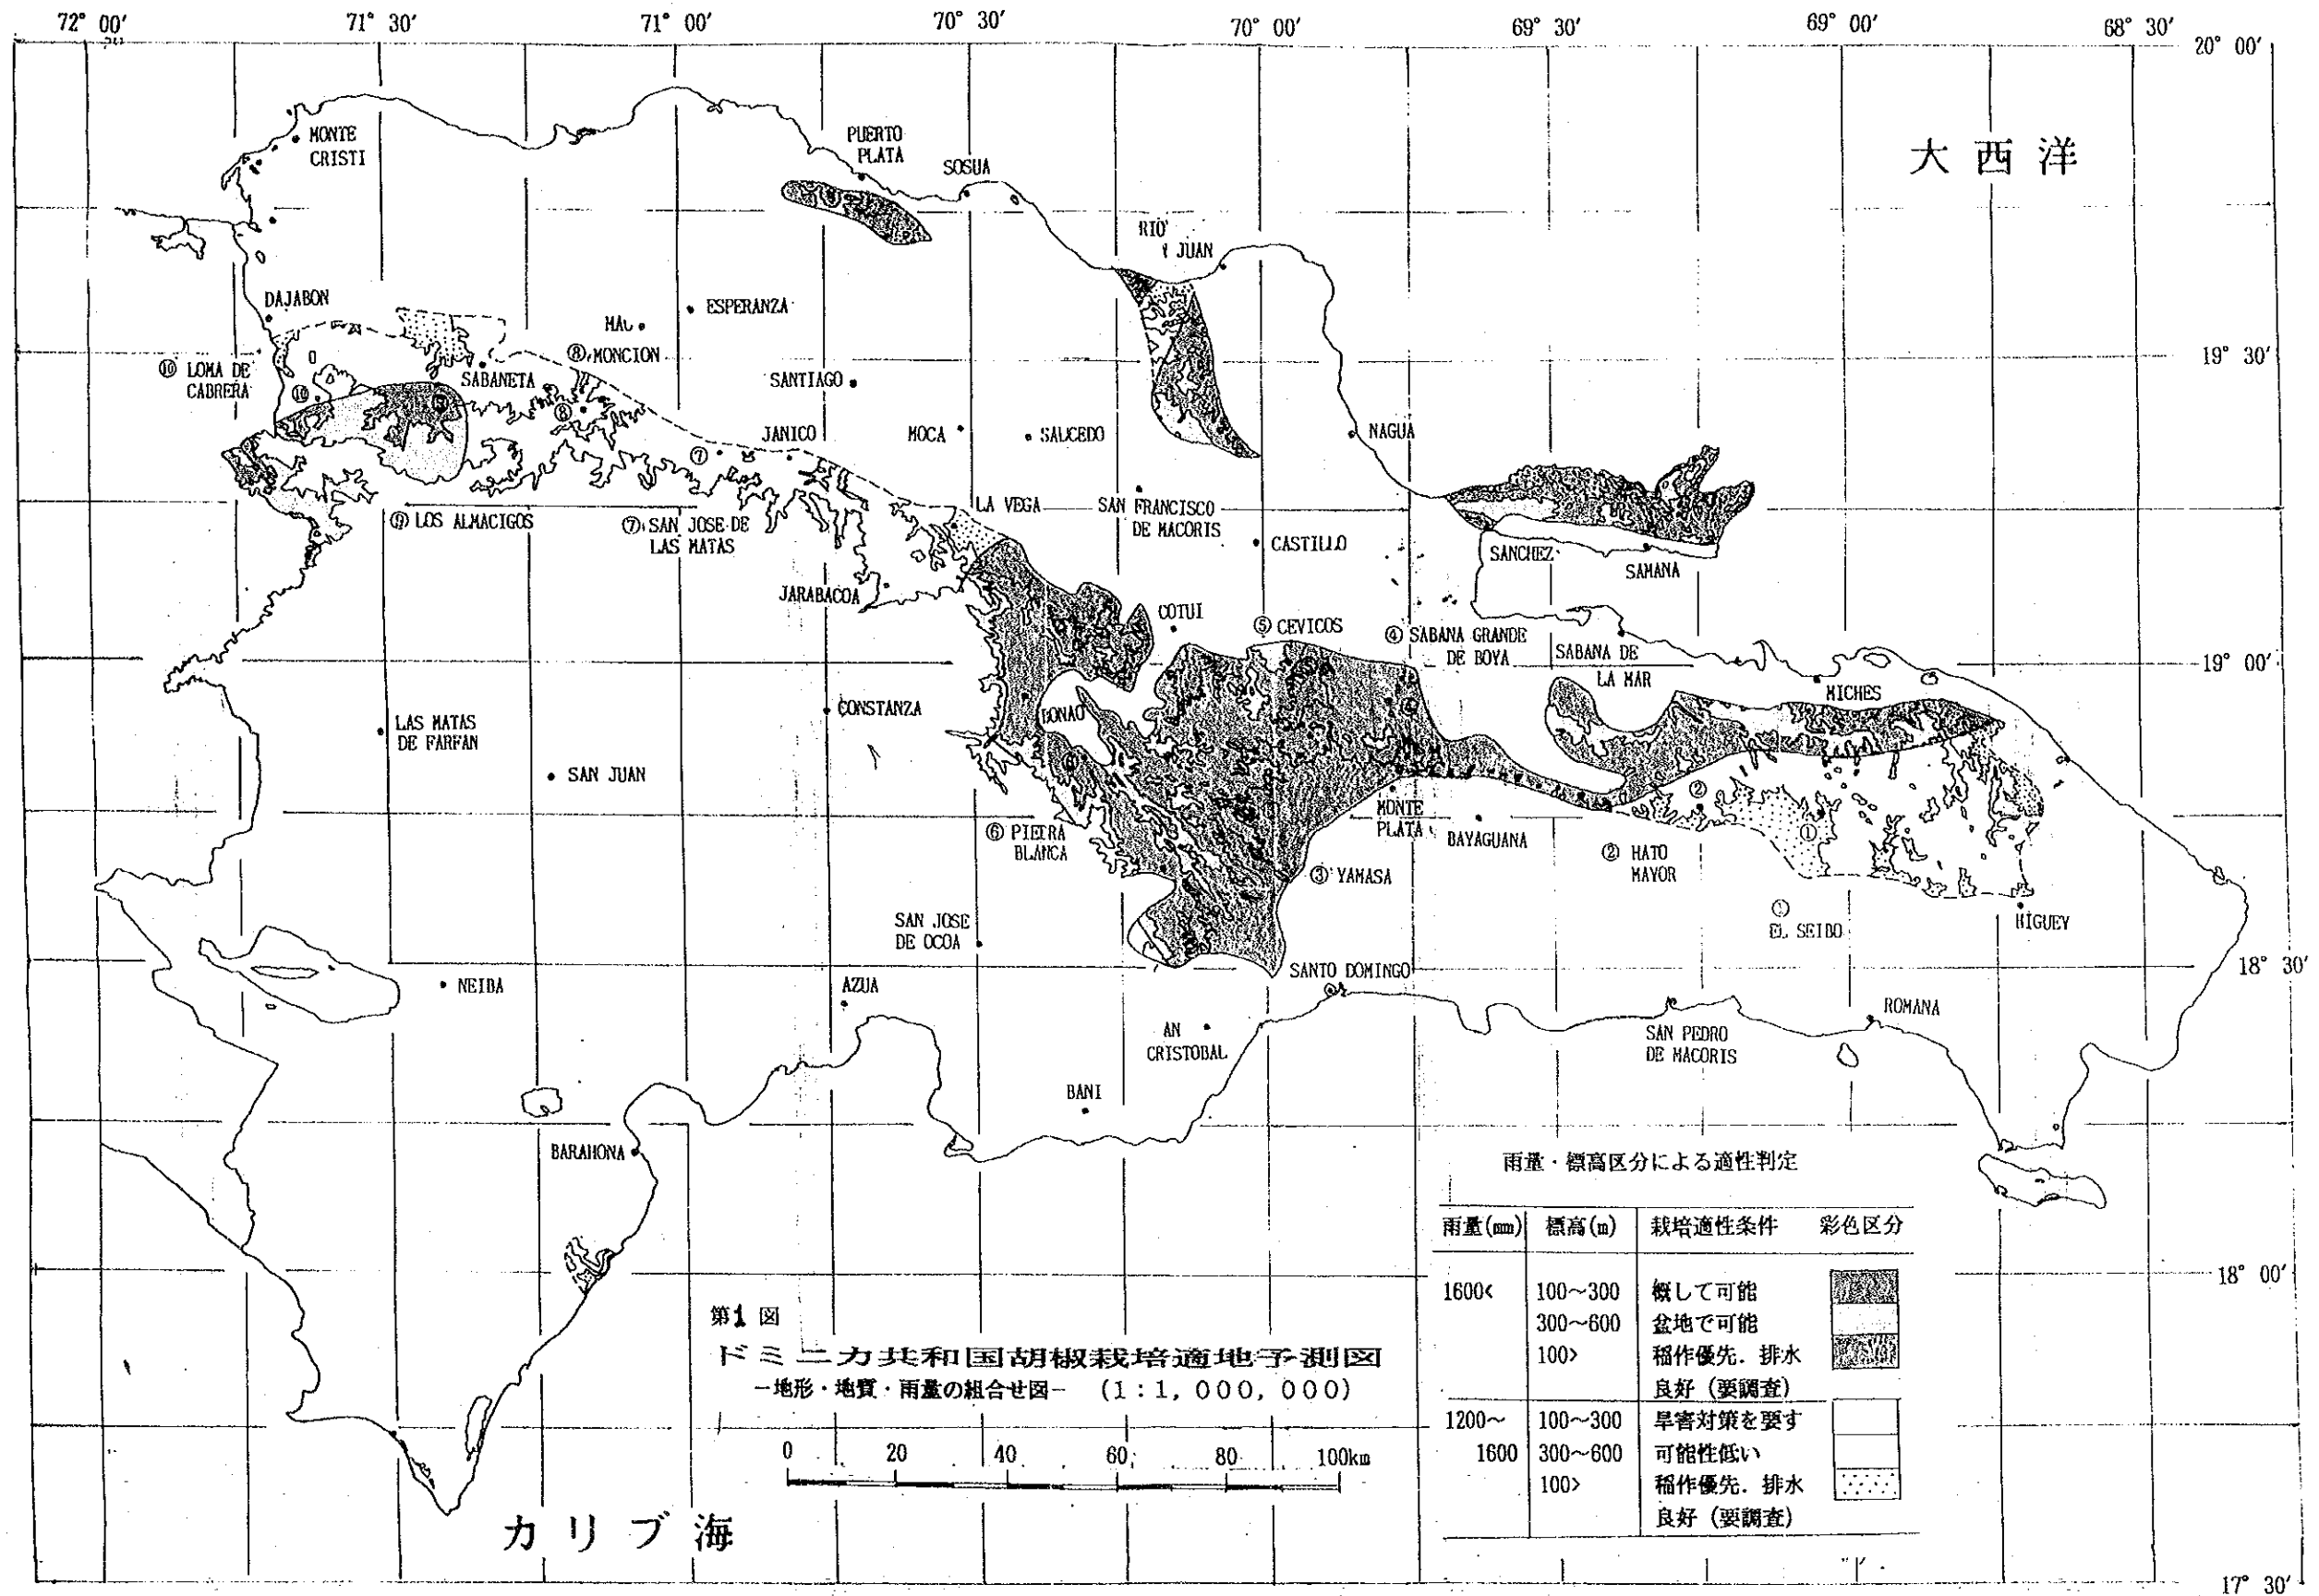 72° 00′ 71° 30′ 71° 00′ 70° 30′ 70° 00′ 69° 30′ 69° 00′ 68° 30′
20° 00′
大西洋
MONTE
CRISTI
PUERTO
PLATA
SOSUA
RIO
JUAN
DAJABON
ESPERANZA
⑧ MONCION
19° 30′
⑩ LOMA DE
CABRERA
⑩
SABANETA
SANTIAGO
⑧
JANICO
MOCA
SALCEDO
NAGUA
⑦
LA VEGA
SAN FRANCISCO
DE MACORIS
⑨ LOS ALMACIGOS
⑦ SAN JOSE DE
LAS MATAS
CASTILLO
SANCHEZ
SAMANA
JARABACOA
COTUI
⑤ CEVICOS
④ SABANA GRANDE
DE BOYA
SABANA DE
LA MAR
19° 00′
MICHES
LAS MATAS
DE FARFAN
CONSTANZA
BONAO
④
SAN JUAN
⑥
②
MONTE
PLATA
BAYAGUANA
①
⑥ PIEDRA
BLANCA
② HATO
MAYOR
③ YAMASA
①
EL SEIBO
HIGUEY
SAN JOSE
DE OCOA
18° 30′
NEIBA
AZUA
SANTO DOMINGO
ROMANA
AN
CRISTOBAL
SAN PEDRO
DE MACORIS
BANI
BARAHONA
雨量・標高区分による適性判定
雨量(mm) 標高(m) 栽培適性条件 彩色区分
1600< 100～300 概して可能
300～600 盆地で可能
100> 稲作優先．排水
良好（要調査）
1200～ 100～300 旱害対策を要す
1600 300～600 可能性低い
100> 稲作優先．排水
良好（要調査）
18° 00′
第1図
ドミニカ共和国胡椒栽培適地予測図
－地形・地質・雨量の組合せ図－ (1：1,000,000)
0 20 40 60 80 100km
カリブ海
17° 30′